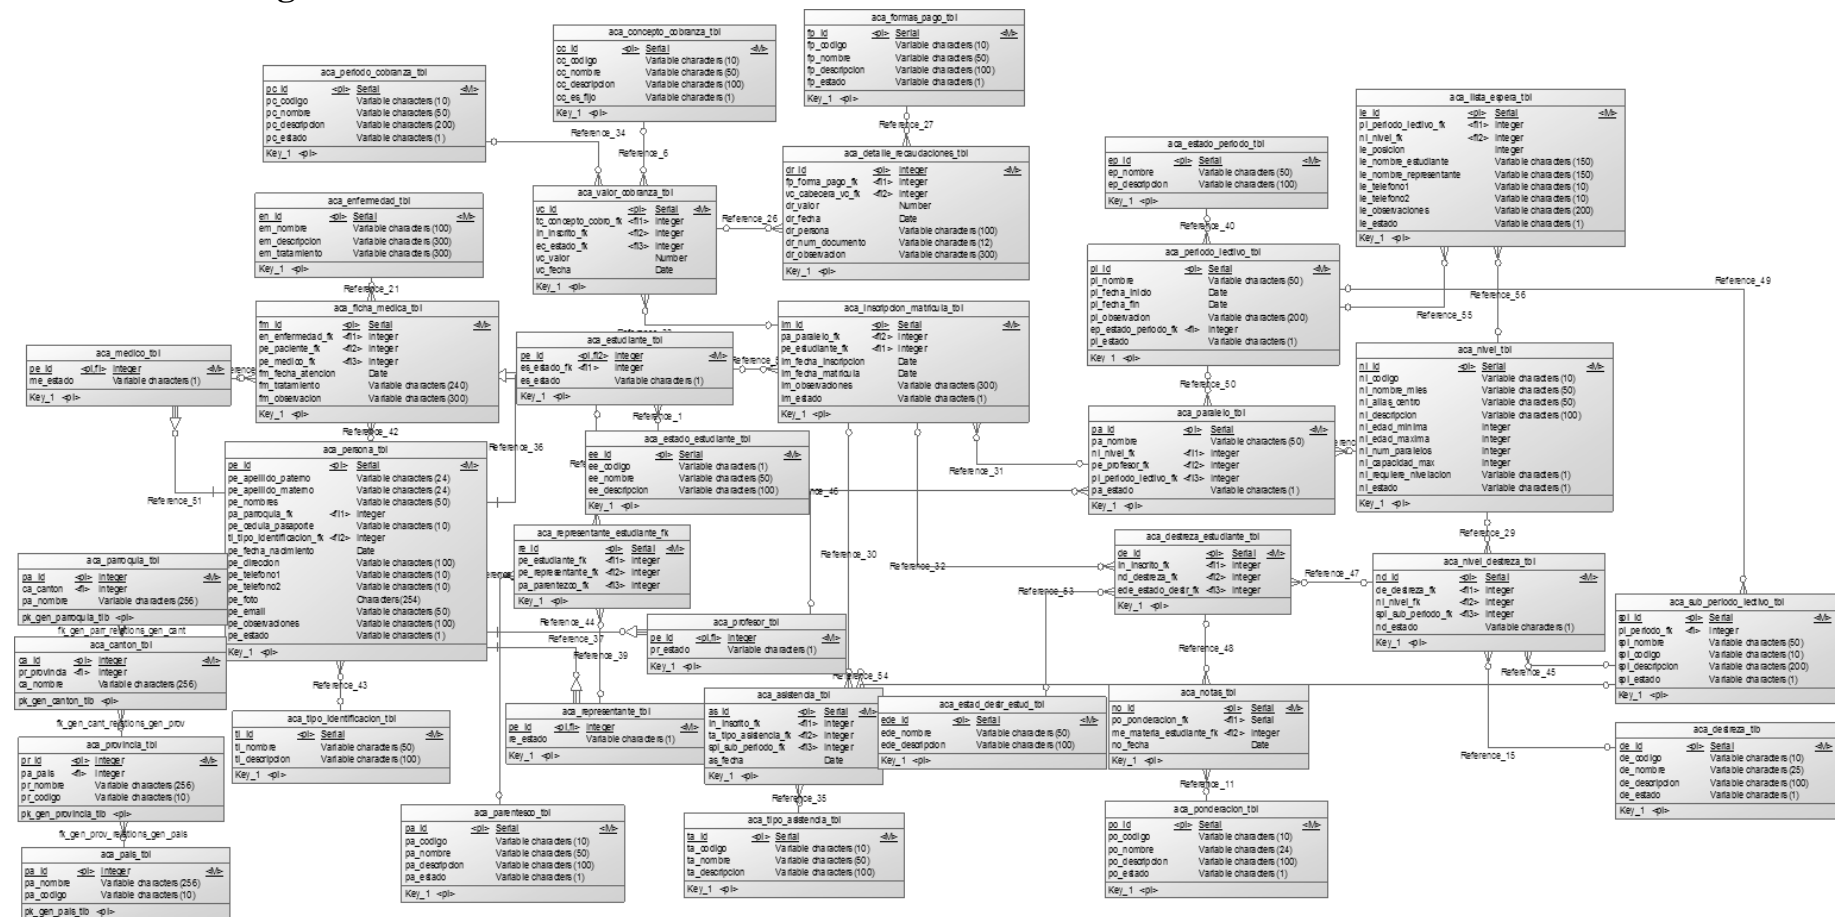 aca_formas_pago_tbl
fp_id <pi> Serial <M>
fp_codigo Variable characters (10)
fp_nombre Variable characters (50)
fp_descripcion Variable characters (100)
fp_estado Variable characters (1)
Key_1 <pi>
aca_concepto_cobranza_tbl
cc_id <pi> Serial <M>
cc_codigo Variable characters (10)
cc_nombre Variable characters (50)
cc_descripcion Variable characters (100)
cc_es_fijo Variable characters (1)
Key_1 <pi>
aca_periodo_cobranza_tbl
pc_id <pi> Serial <M>
pc_codigo Variable characters (10)
pc_nombre Variable characters (50)
pc_descripcion Variable characters (200)
pc_estado Variable characters (1)
Key_1 <pi>
Reference_34
Reference_6
Reference_27
aca_lista_espera_tbl
le_id <pi> Serial <M>
pl_periodo_lectivo_fk <fi1> Integer
ni_nivel_fk <fi2> Integer
le_posicion Integer
le_nombre_estudiante Variable characters (150)
le_nombre_representante Variable characters (150)
le_telefono1 Variable characters (10)
le_telefono2 Variable characters (10)
le_observaciones Variable characters (200)
le_estado Variable characters (1)
Key_1 <pi>
aca_estado_periodo_tbl
ep_id <pi> Serial <M>
ep_nombre Variable characters (50)
ep_descripcion Variable characters (100)
Key_1 <pi>
aca_detalle_recaudaciones_tbl
dr_id <pi> Integer <M>
fp_forma_pago_fk <fi1> Integer
vc_cabecera_vc_fk <fi2> Integer
dr_valor Number
dr_fecha Date
dr_persona Variable characters (100)
dr_num_documento Variable characters (12)
dr_observacion Variable characters (300)
Key_1 <pi>
aca_valor_cobranza_tbl
vc_id <pi> Serial <M>
tc_concepto_cobro_fk <fi1> Integer
in_inscrito_fk <fi2> Integer
ec_estado_fk <fi3> Integer
vc_valor Number
vc_fecha Date
Key_1 <pi>
Reference_26
aca_enfermedad_tbl
en_id <pi> Serial <M>
em_nombre Variable characters (100)
em_descripcion Variable characters (300)
em_tratamiento Variable characters (300)
Key_1 <pi>
Reference_21
Reference_40
aca_periodo_lectivo_tbl
pl_id <pi> Serial <M>
pl_nombre Variable characters (50)
pl_fecha_inicio Date
pl_fecha_fin Date
pl_observacion Variable characters (200)
ep_estado_periodo_fk <fi> Integer
pl_estado Variable characters (1)
Key_1 <pi>
Reference_49
Reference_56
Reference_55
aca_ficha_medica_tbl
fm_id <pi> Serial <M>
en_enfermedad_fk <fi1> Integer
pe_paciente_fk <fi2> Integer
pe_medico_fk <fi3> Integer
fm_fecha_atencion Date
fm_tratamiento Variable characters (240)
fm_observacion Variable characters (300)
Key_1 <pi>
aca_inscripcion_matricula_tbl
im_id <pi> Serial <M>
pa_paralelo_fk <fi2> Integer
pe_estudiante_fk <fi1> Integer
im_fecha_inscripcion Date
im_fecha_matricula Date
im_observaciones Variable characters (300)
im_estado Variable characters (1)
Key_1 <pi>
aca_estudiante_tbl
pe_id <pi,fi2> Integer <M>
es_estado_fk <fi1> Integer
es_estado Variable characters (1)
Key_1 <pi>
aca_medico_tbl
pe_id <pi,fi> Integer <M>
me_estado Variable characters (1)
Key_1 <pi>
aca_nivel_tbl
ni_id <pi> Serial <M>
ni_codigo Variable characters (10)
ni_nombre_mies Variable characters (50)
ni_alias_centro Variable characters (50)
ni_descripcion Variable characters (100)
ni_edad_minima Integer
ni_edad_maxima Integer
ni_num_paralelos Integer
ni_capacidad_max Integer
ni_requiere_nivelacion Variable characters (1)
ni_estado Variable characters (1)
Key_1 <pi>
Reference_50
Reference_1
Reference_42
Reference_36
aca_paralelo_tbl
pa_id <pi> Serial <M>
pa_nombre Variable characters (50)
ni_nivel_fk <fi1> Integer
pe_profesor_fk <fi2> Integer
pl_periodo_lectivo_fk <fi3> Integer
pa_estado Variable characters (1)
Key_1 <pi>
aca_estado_estudiante_tbl
ee_id <pi> Serial <M>
ee_codigo Variable characters (1)
ee_nombre Variable characters (50)
ee_descripcion Variable characters (100)
Key_1 <pi>
aca_persona_tbl
pe_id <pi> Serial <M>
pe_apellido_paterno Variable characters (24)
pe_apellido_materno Variable characters (24)
pe_nombres Variable characters (50)
pa_parroquia_fk <fi1> Integer
pe_cedula_pasaporte Variable characters (10)
ti_tipo_identificacion_fk <fi2> Integer
pe_fecha_nacimiento Date
pe_direccion Variable characters (100)
pe_telefono1 Variable characters (10)
pe_telefono2 Variable characters (10)
pe_foto Characters (254)
pe_email Variable characters (50)
pe_observaciones Variable characters (100)
pe_estado Variable characters (1)
Key_1 <pi>
Reference_31
Reference_51
aca_representante_estudiante_fk
re_id <pi> Serial <M>
pe_estudiante_fk <fi1> Integer
pe_representante_fk <fi2> Integer
pa_parentezco_fk <fi3> Integer
Key_1 <pi>
Reference_30
Reference_32
Reference_53
Reference_29
aca_destreza_estudiante_tbl
de_id <pi> Serial <M>
in_inscrito_fk <fi1> Integer
nd_destreza_fk <fi2> Integer
ede_estado_destr_fk <fi3> Integer
Key_1 <pi>
Reference_47
aca_nivel_destreza_tbl
nd_id <pi> Serial <M>
de_destreza_fk <fi1> Integer
ni_nivel_fk <fi2> Integer
spl_sub_periodo_fk <fi3> Integer
nd_estado Variable characters (1)
Key_1 <pi>
aca_parroquia_tbl
pa_id <pi> Integer <M>
ca_canton <fi> Integer
pa_nombre Variable characters (256)
pk_gen_parroquia_tib <pi>
fk_gen_parr_relations_gen_cant
aca_canton_tbl
ca_id <pi> Integer <M>
pr_provincia <fi> Integer
ca_nombre Variable characters (256)
pk_gen_canton_tib <pi>
fk_gen_cant_relations_gen_prov
aca_sub_periodo_lectivo_tbl
spl_id <pi> Serial <M>
pl_periodo_fk <fi> Integer
spl_nombre Variable characters (50)
spl_codigo Variable characters (10)
spl_descripcion Variable characters (200)
spl_estado Variable characters (1)
Key_1 <pi>
Reference_44
Reference_37
Reference_39
aca_profesor_tbl
pe_id <pi,fi> Integer <M>
pr_estado Variable characters (1)
Key_1 <pi>
Reference_43
Reference_54
Reference_48
Reference_45
aca_tipo_identificacion_tbl
ti_id <pi> Serial <M>
ti_nombre Variable characters (50)
ti_descripcion Variable characters (100)
Key_1 <pi>
aca_representante_tbl
pe_id <pi,fi> Integer <M>
re_estado Variable characters (1)
Key_1 <pi>
aca_asistencia_tbl
as_id <pi> Serial <M>
in_inscrito_fk <fi1> Integer
ta_tipo_asistencia_fk <fi2> Integer
spl_sub_periodo_fk <fi3> Integer
as_fecha Date
Key_1 <pi>
aca_estad_destr_estud_tbl
ede_id <pi> Serial <M>
ede_nombre Variable characters (50)
ede_descripcion Variable characters (100)
Key_1 <pi>
aca_notas_tbl
no_id <pi> Serial <M>
po_ponderacion_fk <fi1> Serial
me_materia_estudiante_fk <fi2> Integer
no_fecha Date
Key_1 <pi>
aca_destreza_tib
de_id <pi> Serial <M>
de_codigo Variable characters (10)
de_nombre Variable characters (25)
de_descripcion Variable characters (100)
de_estado Variable characters (1)
Key_1 <pi>
Reference_15
Reference_11
Reference_35
aca_provincia_tbl
pr_id <pi> Integer <M>
pa_pais <fi> Integer
pr_nombre Variable characters (256)
pr_codigo Variable characters (10)
pk_gen_provincia_tib <pi>
fk_gen_prov_relations_gen_pais
aca_pais_tbl
pa_id <pi> Integer <M>
pa_nombre Variable characters (256)
pa_codigo Variable characters (10)
pk_gen_pais_tib <pi>
aca_parentesco_tbl
pa_id <pi> Serial <M>
pa_codigo Variable characters (10)
pa_nombre Variable characters (50)
pa_descripcion Variable characters (100)
pa_estado Variable characters (1)
Key_1 <pi>
aca_tipo_asistencia_tbl
ta_id <pi> Serial <M>
ta_codigo Variable characters (10)
ta_nombre Variable characters (50)
ta_descripcion Variable characters (100)
Key_1 <pi>
aca_ponderacion_tbl
po_id <pi> Serial <M>
po_codigo Variable characters (10)
po_nombre Variable characters (24)
po_descripcion Variable characters (100)
po_estado Variable characters (1)
Key_1 <pi>